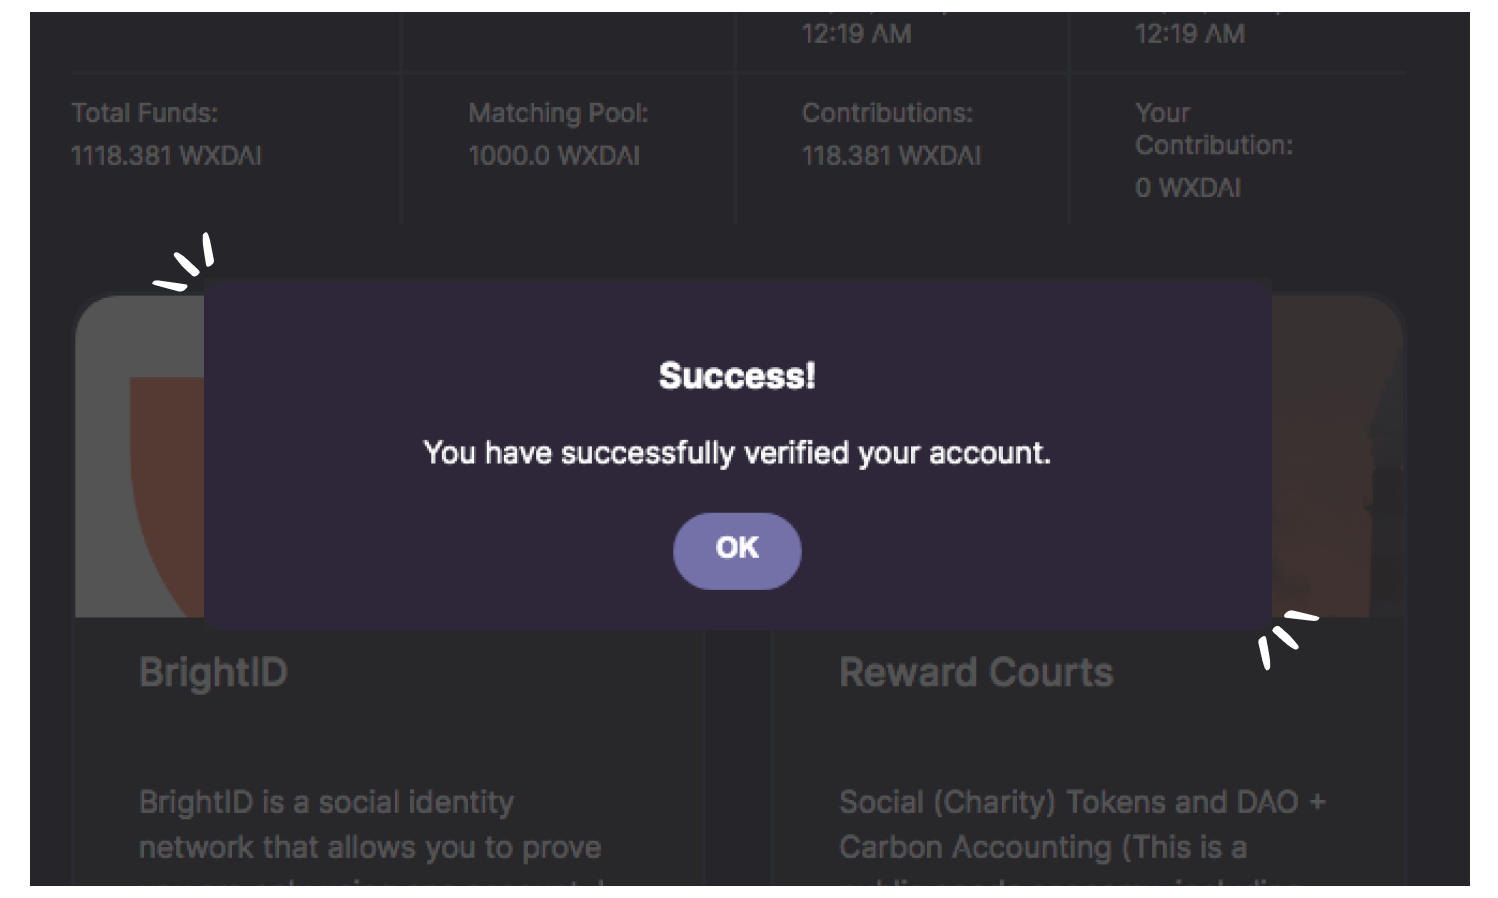 12:19 AM
12:19 AM
Total Funds:
1118.381 WXDAI
Matching Pool:
1000.0 WXDAI
Contributions:
118.381 WXDAI
Your
Contribution:
0 WXDAI
Success!
You have successfully verified your account.
OK
BrightID
BrightID is a social identity
network that allows you to prove
Reward Courts
Social (Charity) Tokens and DAO +
Carbon Accounting (This is a